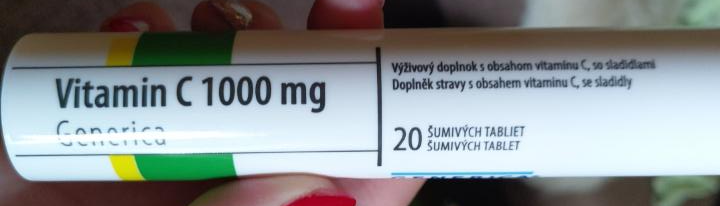 Vitamin C 1000 mg
Generica
Výživový doplnok s obsahom vitamínu C, so sladidlami
Doplněk stravy s obsahem vitaminu C, se sladidly
20 ŠUMIVÝCH TABLIET
ŠUMIVÝCH TABLET
GENERICA